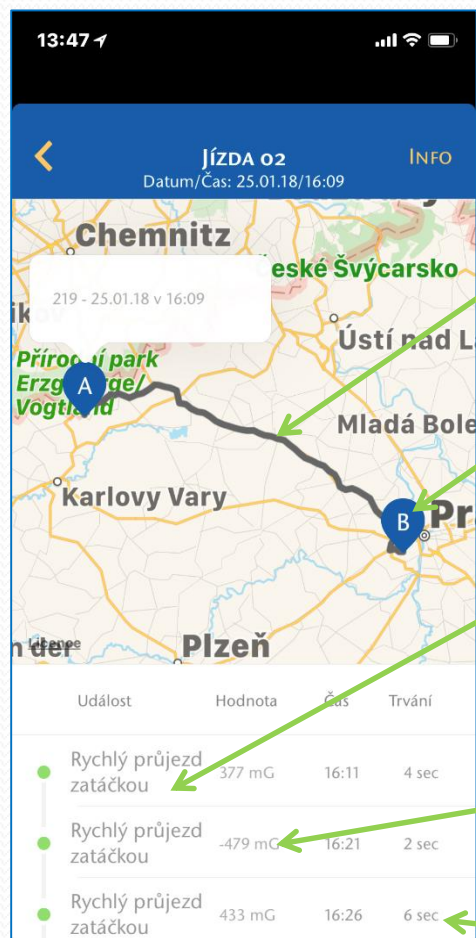 13:47
Jízda 02
Info
Datum/Čas: 25.01.18/16:09
Chemnitz
eské Švýcarsko
219 - 25.01.18 v 16:09
Ústí nad L
Přírodní park
Erzgebirge/
Vogtland
A
Mladá Bole
Karlovy Vary
B
Pr
Licence
Plzeň
n der
Událost Hodnota Čas Trvání
Rychlý průjezd
zatáčkou
377 mG 16:11 4 sec
Rychlý průjezd
zatáčkou
-479 mG 16:21 2 sec
Rychlý průjezd
zatáčkou
433 mG 16:26 6 sec